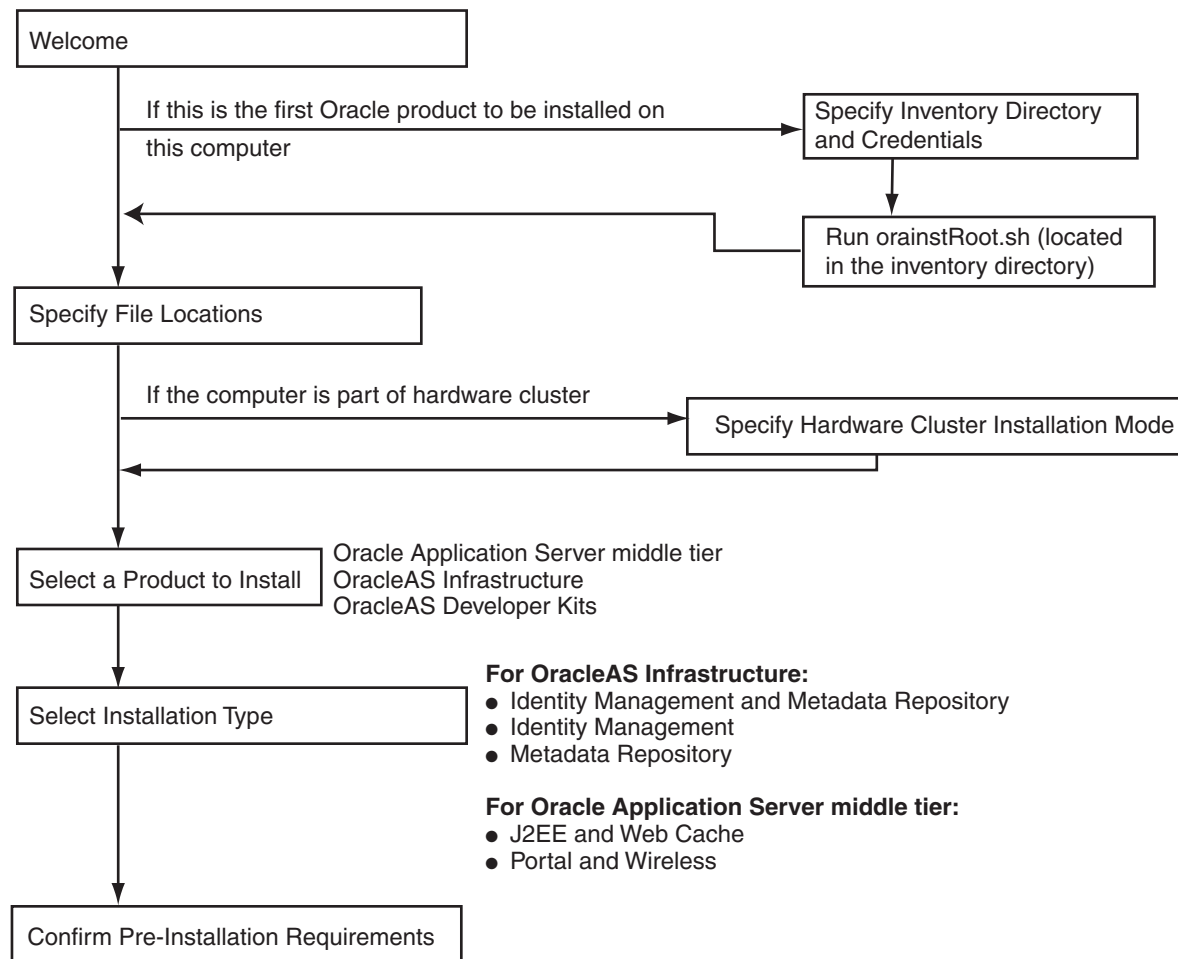 Welcome
If this is the first Oracle product to be installed on
this computer
Specify Inventory Directory
and Credentials
Run orainstRoot.sh (located
in the inventory directory)
Specify File Locations
If the computer is part of hardware cluster
Specify Hardware Cluster Installation Mode
Select a Product to Install
Oracle Application Server middle tier
OracleAS Infrastructure
OracleAS Developer Kits
Select Installation Type
For OracleAS Infrastructure:
● Identity Management and Metadata Repository
● Identity Management
● Metadata Repository
For Oracle Application Server middle tier:
● J2EE and Web Cache
● Portal and Wireless
Confirm Pre-Installation Requirements